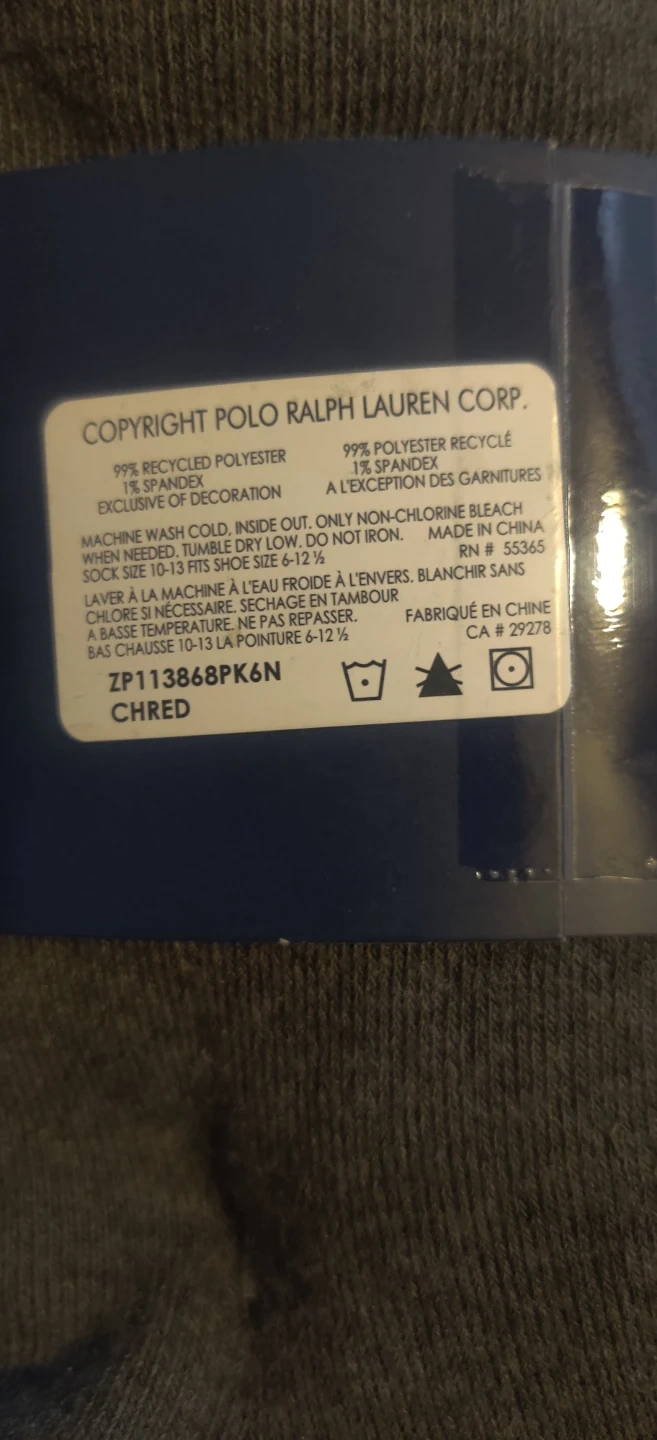 COPYRIGHT POLO RALPH LAUREN CORP.
99% RECYCLED POLYESTER
1% SPANDEX
EXCLUSIVE OF DECORATION
99% POLYESTER RECYCLÉ
1% SPANDEX
A L'EXCEPTION DES GARNITURES
MACHINE WASH COLD, INSIDE OUT. ONLY NON-CHLORINE BLEACH
WHEN NEEDED. TUMBLE DRY LOW. DO NOT IRON. MADE IN CHINA
SOCK SIZE 10-13 FITS SHOE SIZE 6-12 ½ RN # 55365
LAVER À LA MACHINE À L'EAU FROIDE À L'ENVERS. BLANCHIR SANS
CHLORE SI NÉCESSAIRE. SECHAGE EN TAMBOUR
A BASSE TEMPERATURE. NE PAS REPASSER. FABRIQUÉ EN CHINE
BAS CHAUSSE 10-13 LA POINTURE 6-12 ½ CA # 29278
ZP113868PK6N
CHRED